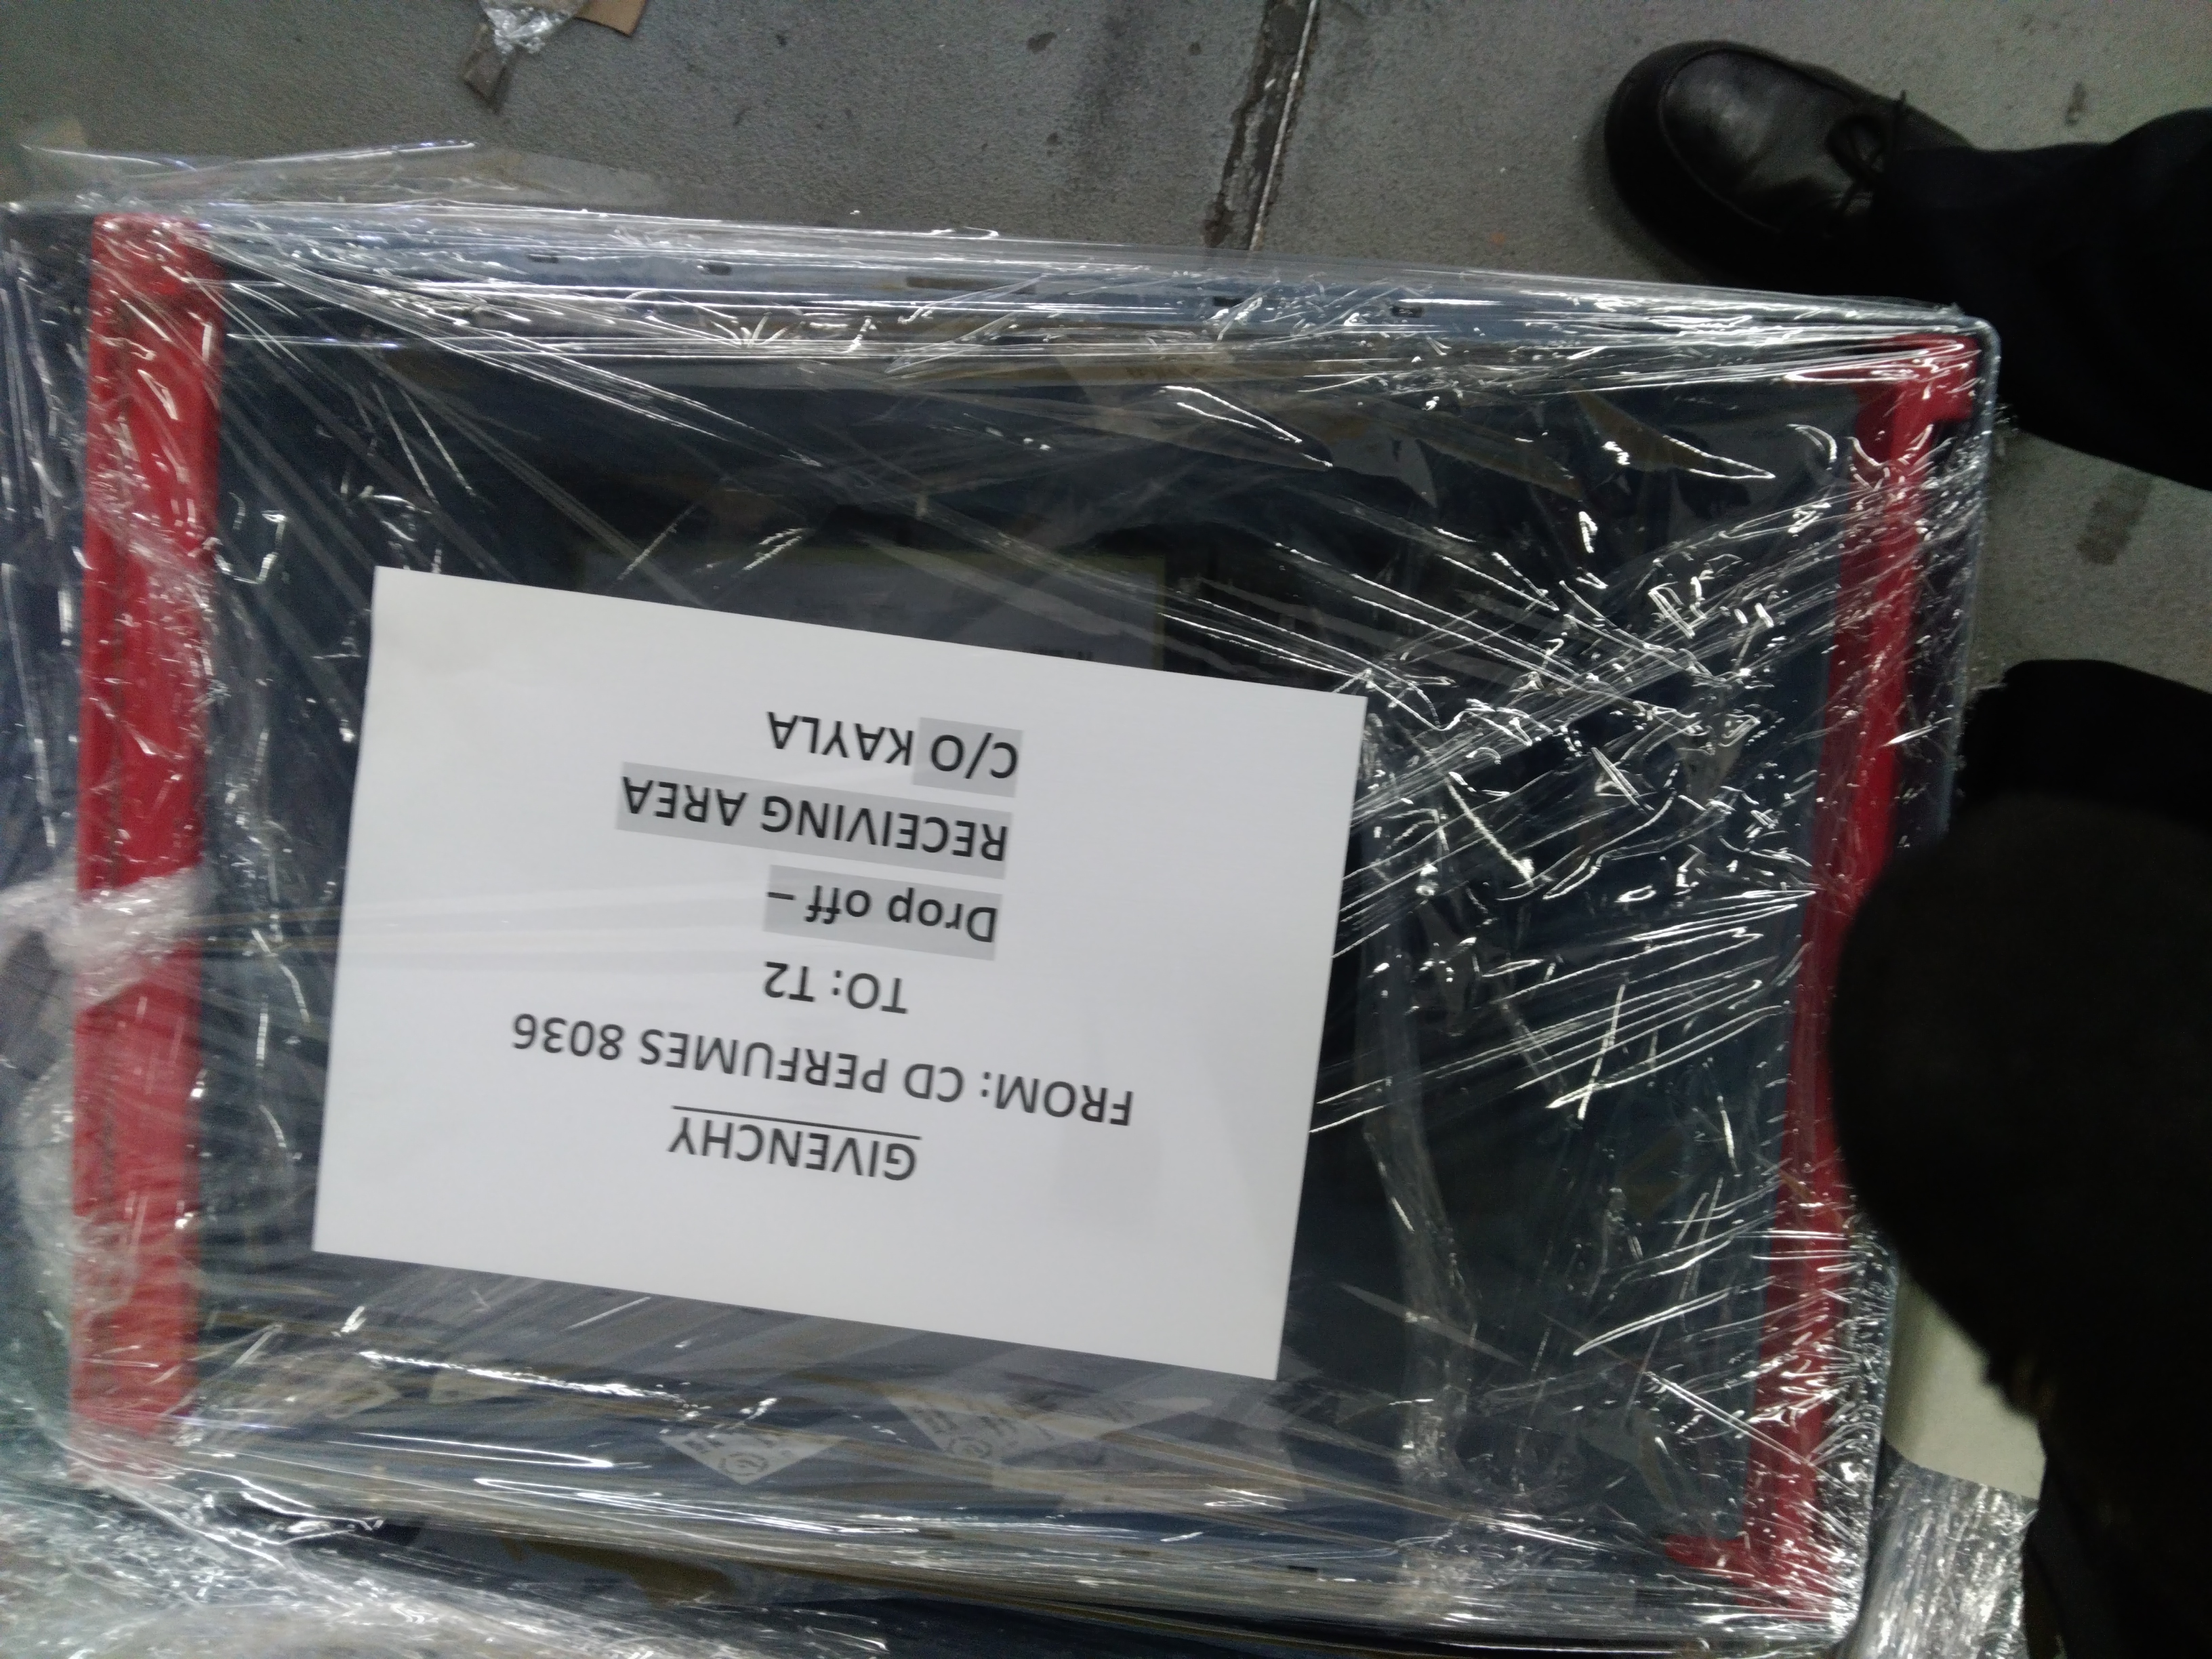 GIVENCHY
FROM: CD PERFUMES 8036
TO: T2
Drop off –
RECEIVING AREA
C/O KAYLA